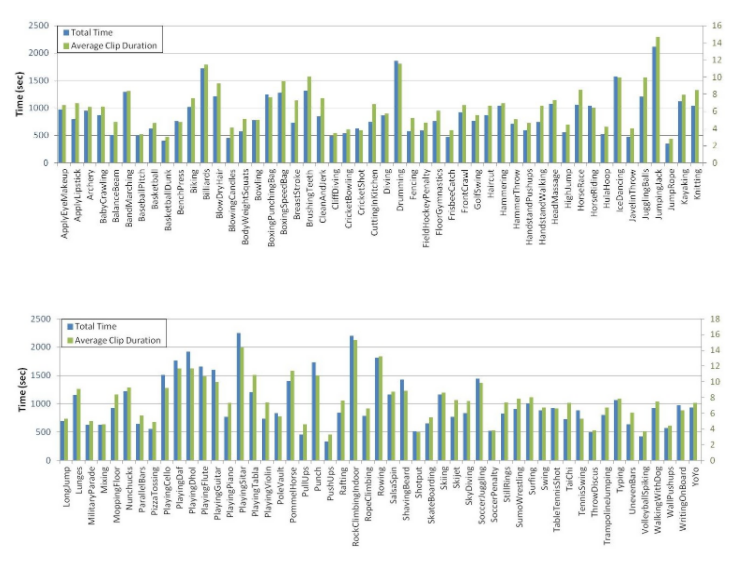 2500
2000
1500
1000
500
0
Time (sec)
Total Time
Average Clip Duration
16
14
12
10
8
6
4
2
0
ApplyEyeMakeup
ApplyLipstick
Archery
BabyCrawling
BalanceBeam
BandMarching
BaseballPitch
Basketball
BasketballDunk
BenchPress
Biking
Billiards
BlowDryHair
BlowingCandles
BodyWeightSquats
Bowling
BoxingPunchingBag
BoxingSpeedBag
BreastStroke
BrushingTeeth
CleanAndJerk
CliffDiving
CricketBowling
CricketShot
CuttingInKitchen
Diving
Drumming
Fencing
FieldHockeyPenalty
FloorGymnastics
FrisbeeCatch
FrontCrawl
GolfSwing
Haircut
Hammering
HammerThrow
HandstandPushups
HandstandWalking
HeadMassage
HighJump
HorseRace
HorseRiding
HulaHoop
IceDancing
JavelinThrow
JugglingBalls
JumpingJack
JumpRope
Kayaking
Knitting
2500
2000
1500
1000
500
0
Time (sec)
Total Time
Average Clip Duration
18
16
14
12
10
8
6
4
2
0
LongJump
Lunges
MilitaryParade
Mixing
MoppingFloor
Nunchucks
ParallelBars
PizzaTossing
PlayingCello
PlayingDaf
PlayingDhol
PlayingFlute
PlayingGuitar
PlayingPiano
PlayingSitar
PlayingTabla
PlayingViolin
PoleVault
PommelHorse
PullUps
Punch
PushUps
Rafting
RockClimbingIndoor
RopeClimbing
Rowing
SalsaSpin
ShavingBeard
Shotput
SkateBoarding
Skiing
Skijet
SkyDiving
SoccerJuggling
SoccerPenalty
StillRings
SumoWrestling
Surfing
Swing
TableTennisShot
TaiChi
TennisSwing
ThrowDiscus
TrampolineJumping
Typing
UnevenBars
VolleyballSpiking
WalkingWithDog
WallPushups
WritingOnBoard
YoYo